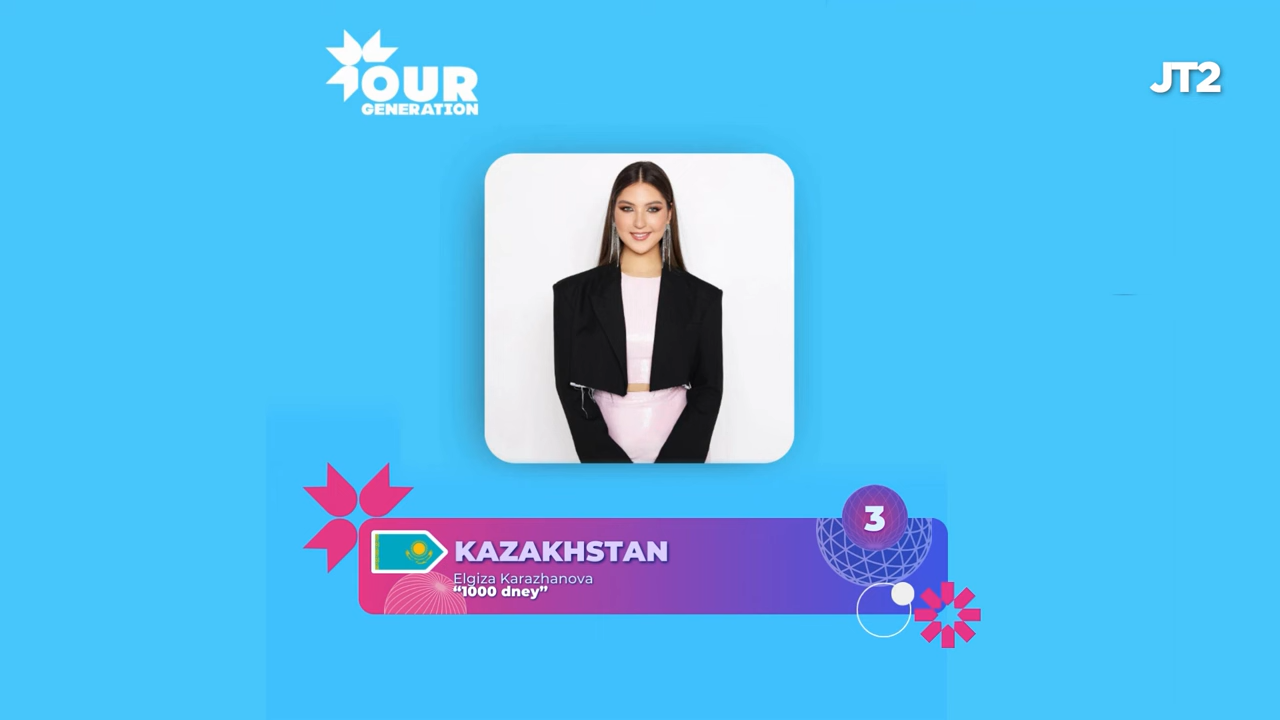 OUR
GENERATION
JT2
3
KAZAKHSTAN
Elgiza Karazhanova
“1000 dney”